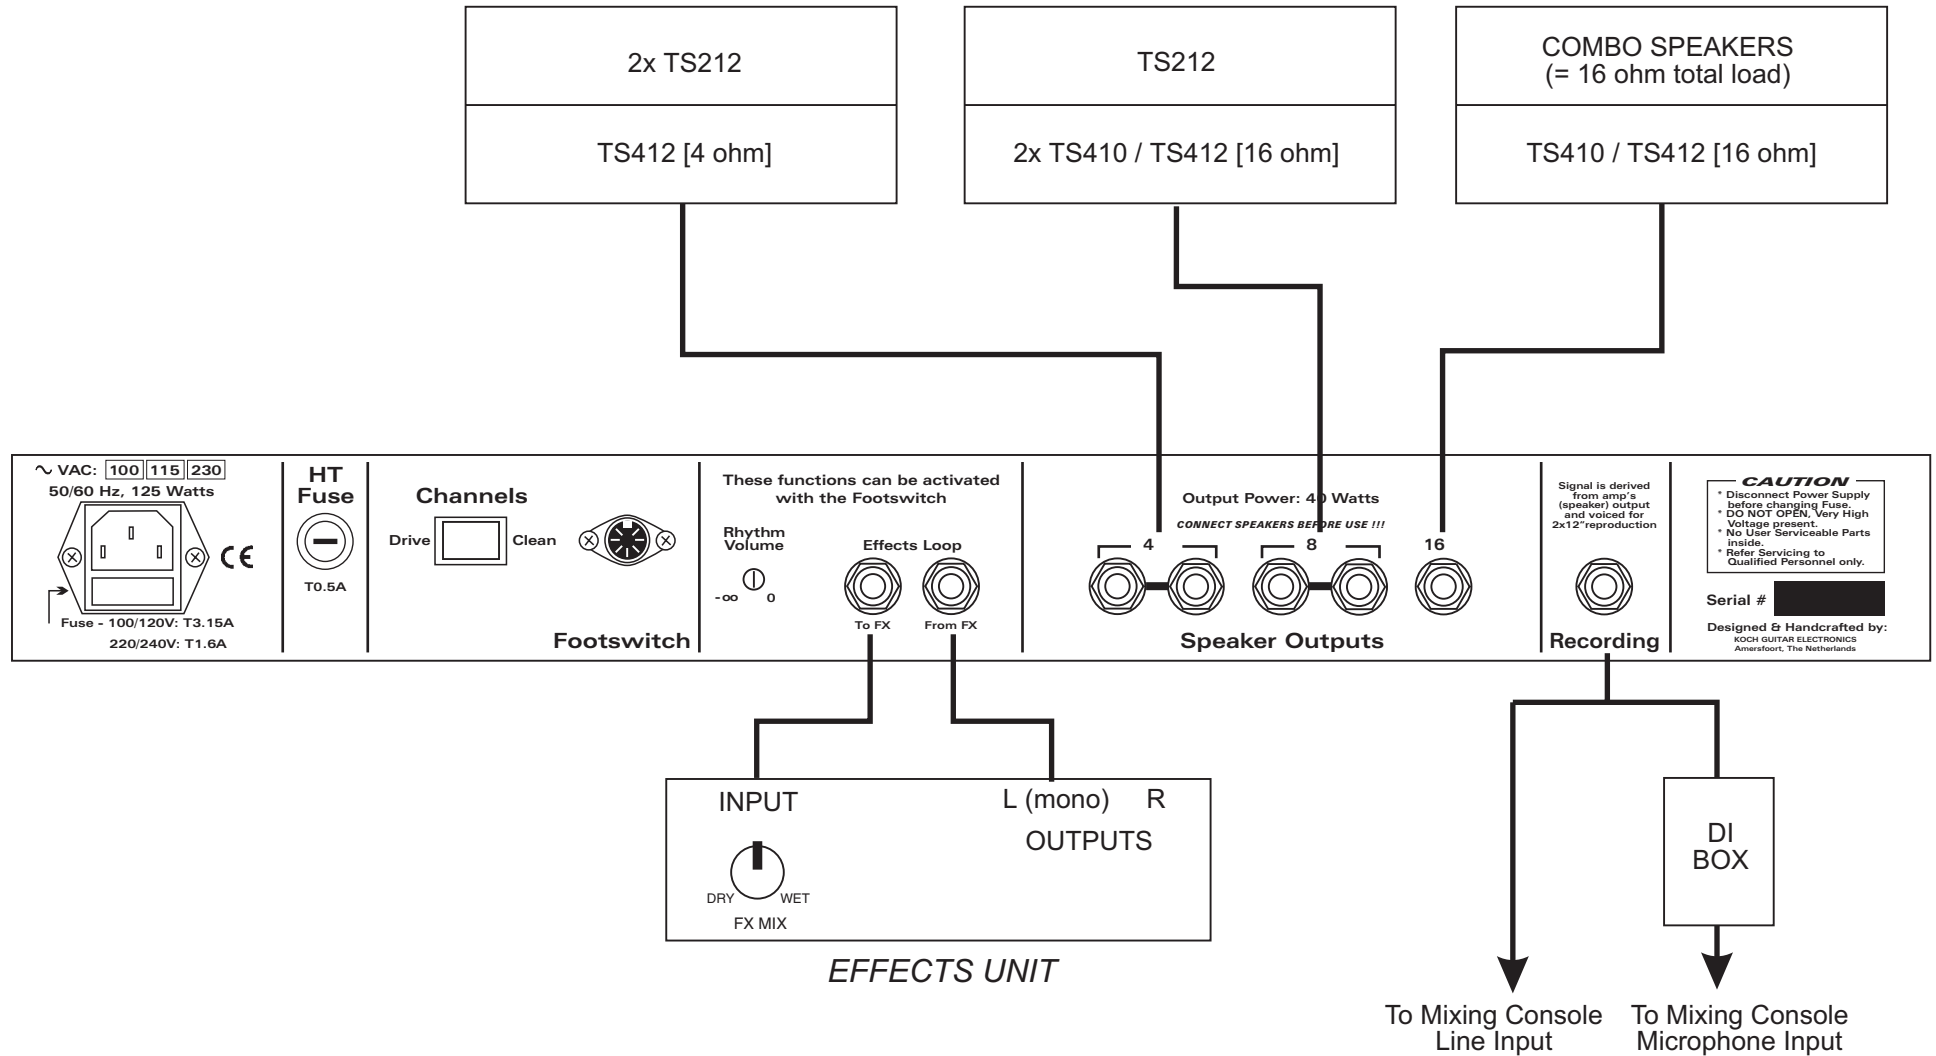 2x TS212
TS412 [4 ohm]
TS212
2x TS410 / TS412 [16 ohm]
COMBO SPEAKERS
(= 16 ohm total load)
TS410 / TS412 [16 ohm]
~ VAC: 100 115 230
50/60 Hz, 125 Watts
CE
Fuse - 100/120V: T3.15A
220/240V: T1.6A
HT
Fuse
T0.5A
Channels
Drive
Clean
Footswitch
These functions can be activated
with the Footswitch
Rhythm
Volume
-∞ 0
Effects Loop
To FX
From FX
Output Power: 40 Watts
CONNECT SPEAKERS BEFORE USE !!!
4
8
16
Speaker Outputs
Signal is derived
from amp's
(speaker) output
and voiced for
2x12"reproduction
Recording
CAUTION
* Disconnect Power Supply
before changing Fuse.
* DO NOT OPEN, Very High
Voltage present.
* No User Serviceable Parts
inside.
* Refer Servicing to
Qualified Personnel only.
Serial #
Designed & Handcrafted by:
KOCH GUITAR ELECTRONICS
Amersfoort, The Netherlands
INPUT
L (mono) R
OUTPUTS
DRY
WET
FX MIX
EFFECTS UNIT
DI
BOX
To Mixing Console
Line Input
To Mixing Console
Microphone Input